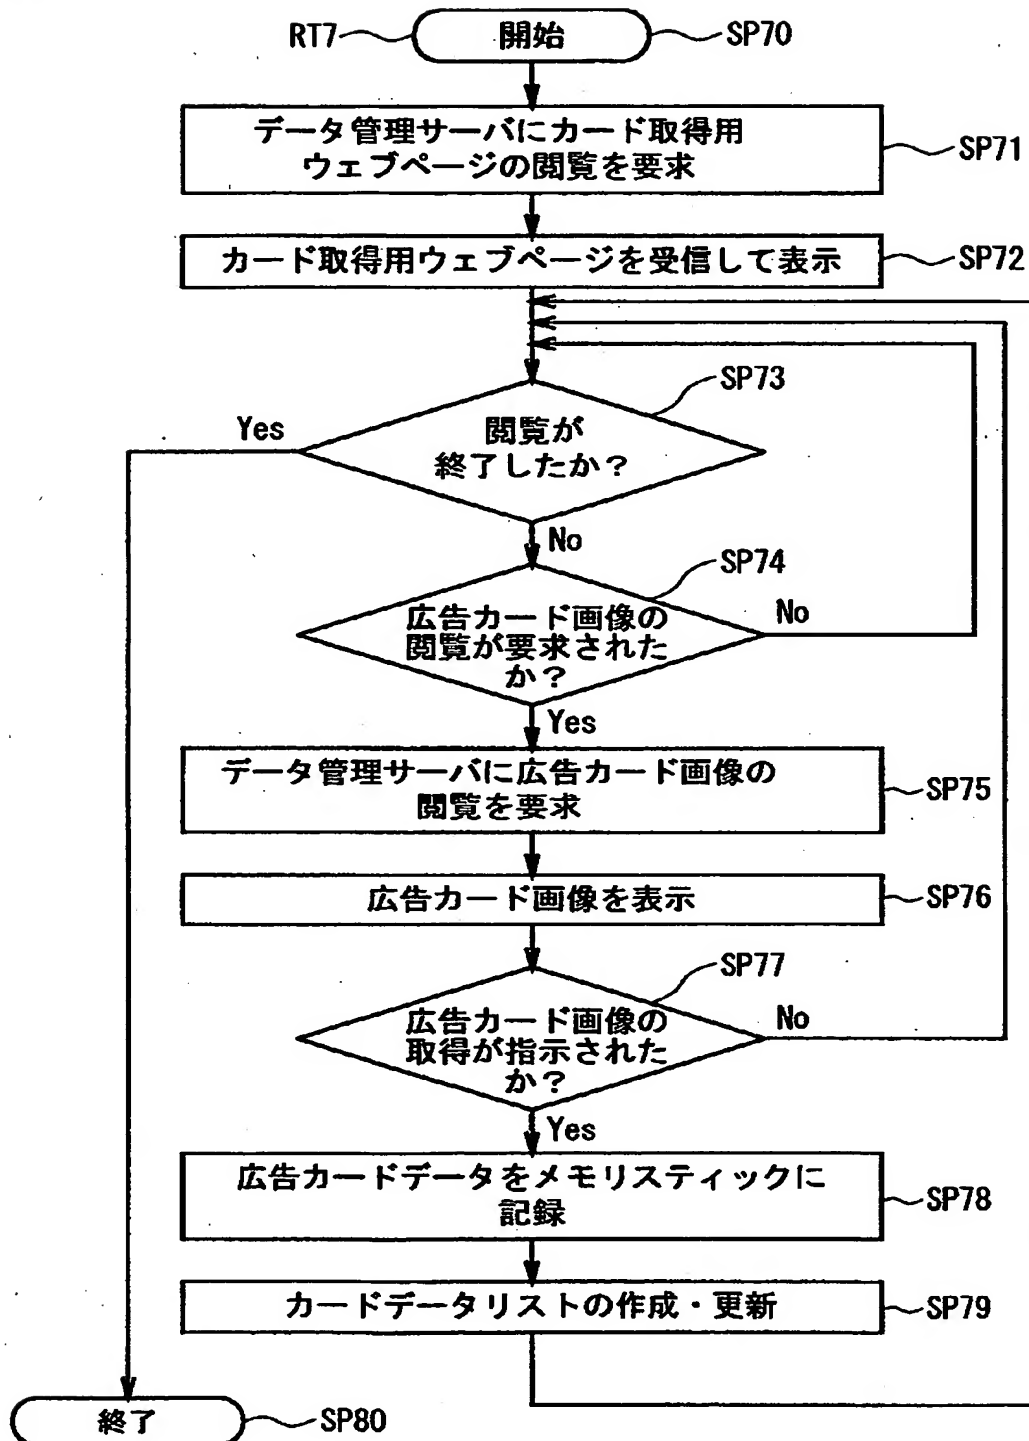 RT7
開始
SP70
データ管理サーバにカード取得用
ウェブページの閲覧を要求
SP71
カード取得用ウェブページを受信して表示
SP72
SP73
Yes
閲覧が
終了したか？
No
SP74
広告カード画像の
閲覧が要求された
か？
No
Yes
データ管理サーバに広告カード画像の
閲覧を要求
SP75
広告カード画像を表示
SP76
SP77
広告カード画像の
取得が指示された
か？
No
Yes
広告カードデータをメモリスティックに
記録
SP78
カードデータリストの作成・更新
SP79
終了
SP80